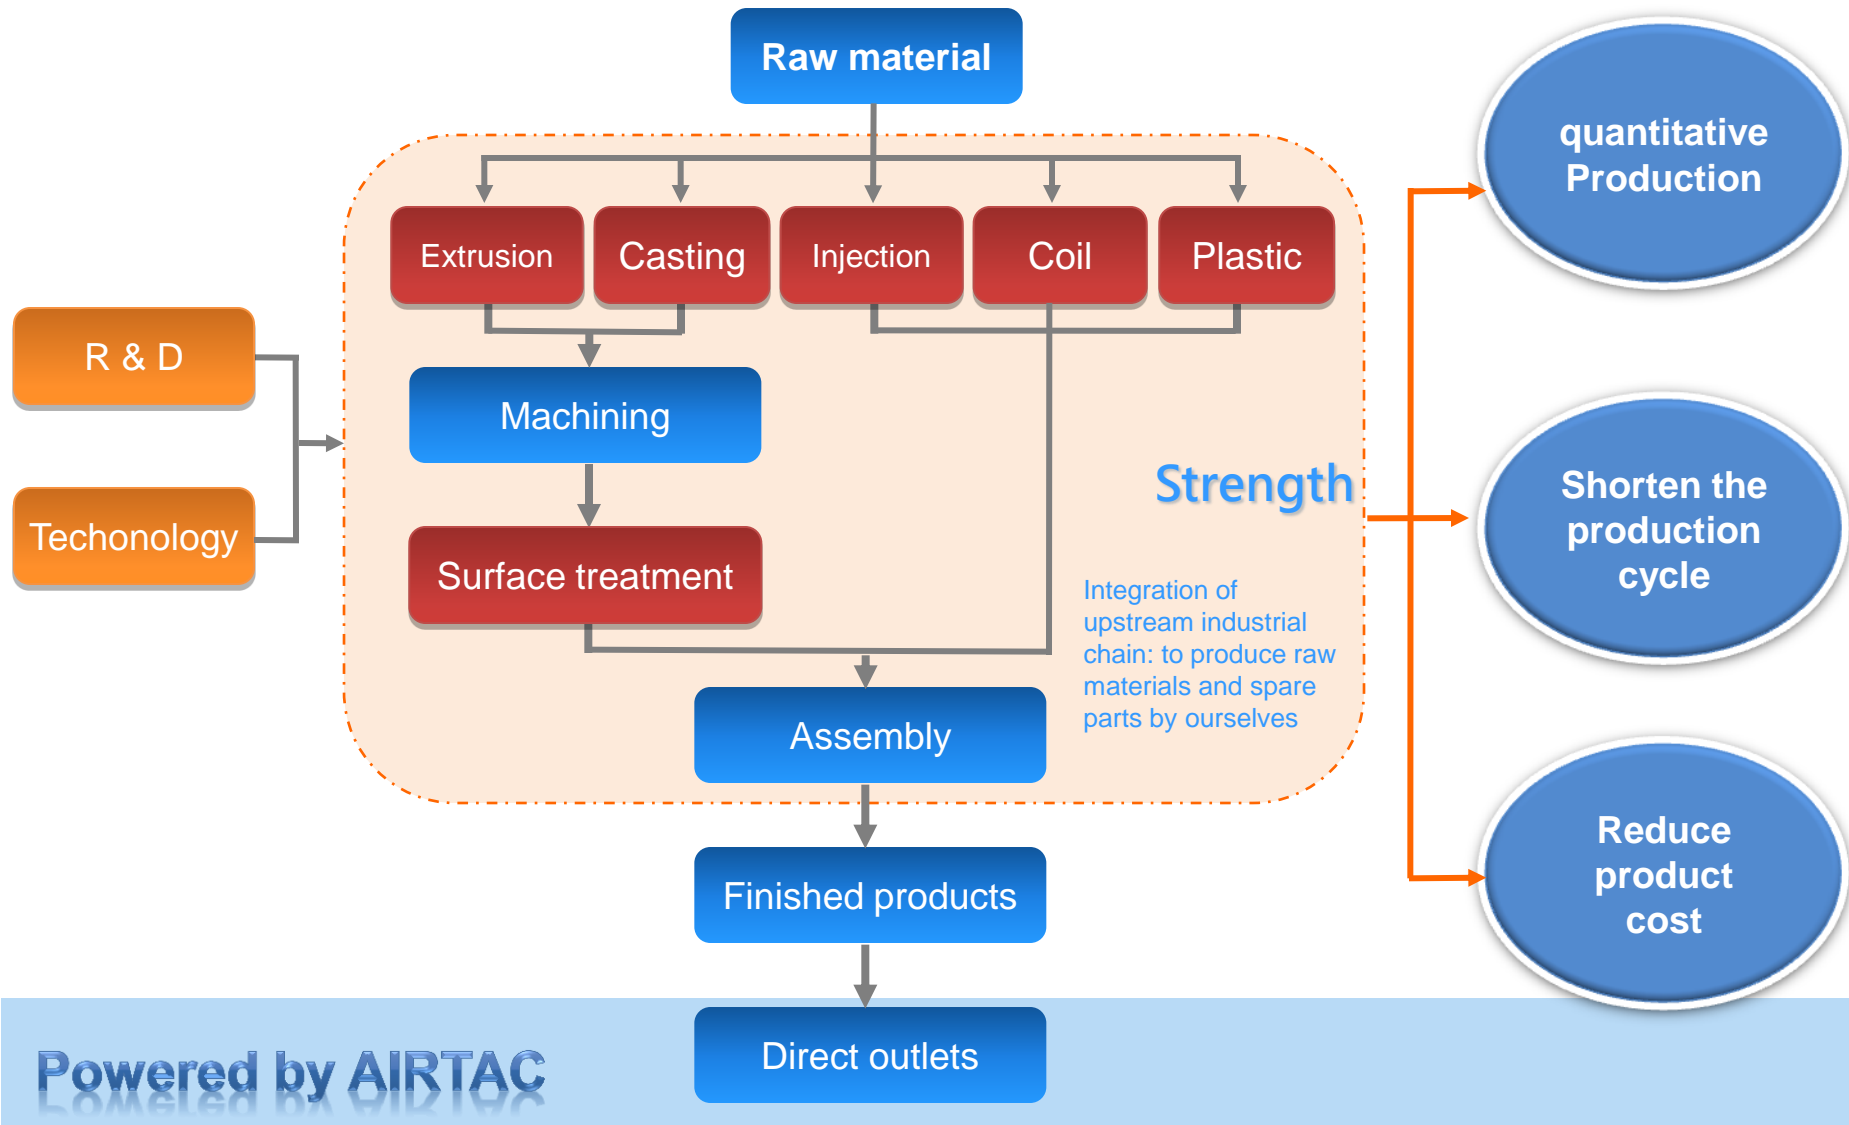 Raw material
quantitative
Production
Extrusion
Casting
Injection
Coil
Plastic
R & D
Machining
Techonology
Strength
Shorten the
production
cycle
Surface treatment
Integration of
upstream industrial
chain: to produce raw
materials and spare
parts by ourselves
Assembly
Reduce
product
cost
Finished products
Direct outlets
Powered by AIRTAC